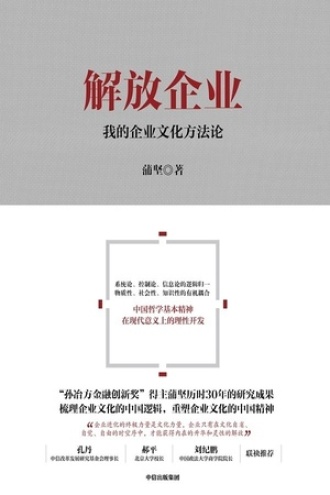 解放企业
我的企业文化方法论
蒲坚◎著
系统论、控制论、信息论的逻辑归一
物质性、社会性、知识性的有机耦合
中国哲学基本精神
在现代意义上的理性开发
“孙冶方金融创新奖”得主蒲坚历时30年的研究成果
梳理企业文化的中国逻辑，重塑企业文化的中国精神
“企业进化的终极力量是文化力量，企业只有在文化自省、
自觉、自由的时空序中，才能获得内在的升华和灵性的解放”
孔丹 郝平 刘纪鹏 联袂推荐
中信改革发展研究基金会理事长 北京大学校长 中国政法大学商学院院长
中信出版集团